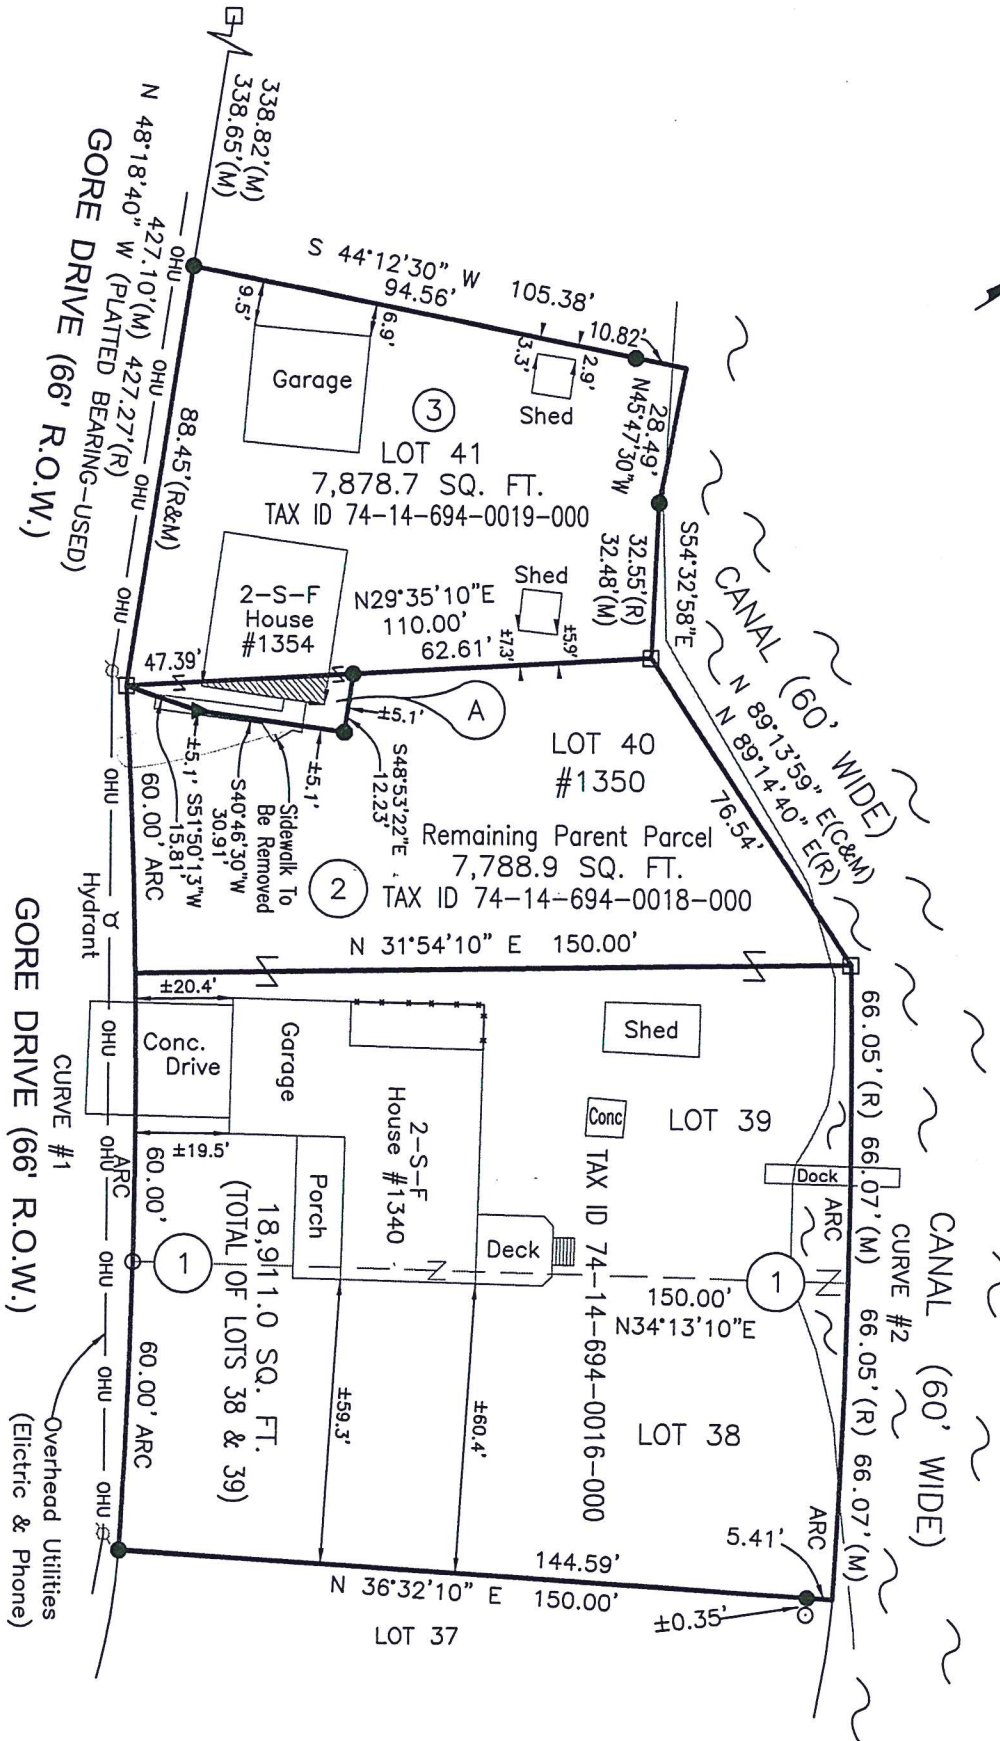 338.82'(M)
338.65'(M)
N 48°18'40" W (PLATTED BEARING-USED)
427.10'(M) 427.27'(R)
GORE DRIVE (66' R.O.W.)
OHU
OHU
OHU
OHU
88.45'(R&M)
S 44°12'30" W
94.56'
105.38'
10.82'
9.5'
6.9'
3.3'
2.9'
Garage
Shed
N45°47'30"W
28.49'
3
LOT 41
7,878.7 SQ. FT.
TAX ID 74-14-694-0019-000
S54°32'58"E
32.55'(R)
32.48'(M)
2-S-F
House
#1354
Shed
N29°35'10"E
110.00'
62.61'
±7.3'
±5.9'
47.39'
±5.1'
A
S48°53'22"E
12.23'
±5.1'
Sidewalk To
Be Removed
S40°46'30"W
30.91'
±5.1'
S51°50'13"W
15.81'
60.00' ARC
CANAL (60' WIDE)
N 89°13'59" E(C&M)
N 89°14'40" E(R)
76.54'
LOT 40
#1350
Remaining Parent Parcel
7,788.9 SQ. FT.
2
TAX ID 74-14-694-0018-000
N 31°54'10" E 150.00'
OHU
Hydrant
OHU
GORE DRIVE (66' R.O.W.)
CURVE #1
±20.4'
Conc.
Drive
±19.5'
Garage
2-S-F
House #1340
Porch
Deck
Shed
Conc
LOT 39
TAX ID 74-14-694-0016-000
Dock
66.05'(R) 66.07'(M)
ARC
CANAL (60' WIDE)
CURVE #2
66.05'(R) 66.07'(M)
ARC
OHU
ARC
60.00'
1
18,911.0 SQ. FT.
(TOTAL OF LOTS 38 & 39)
1
150.00'
N34°13'10"E
±59.3'
±60.4'
LOT 38
OHU
OHU
OHU
60.00' ARC
Overhead Utilities
(Elictric & Phone)
5.41'
144.59'
N 36°32'10" E 150.00'
±0.35'
LOT 37